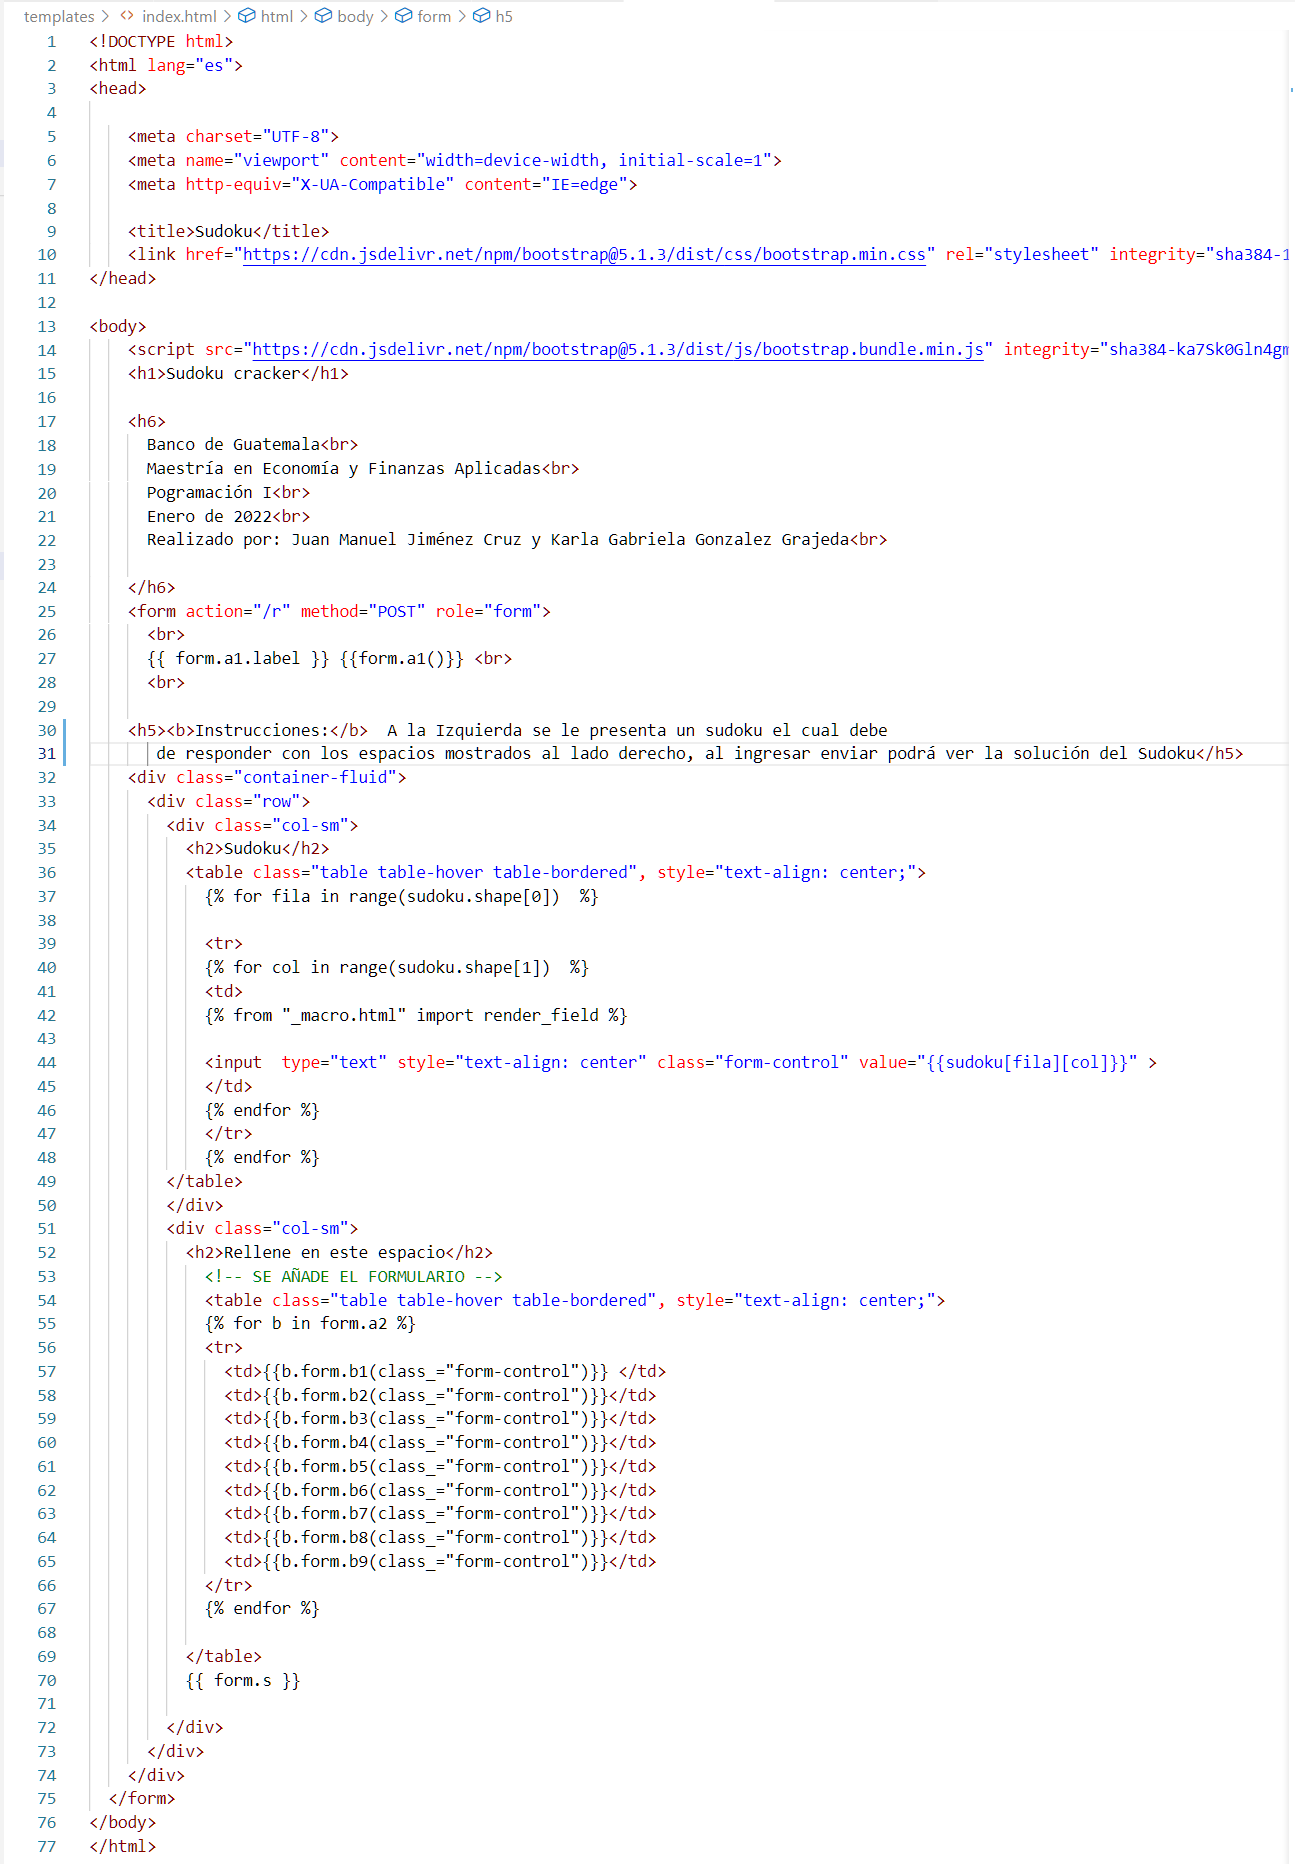 templates > <> index.html > html > body > form > h5
1 <!DOCTYPE html>
2 <html lang="es">
3 <head>
4
5 <meta charset="UTF-8">
6 <meta name="viewport" content="width=device-width, initial-scale=1">
7 <meta http-equiv="X-UA-Compatible" content="IE=edge">
8
9 <title>Sudoku</title>
10 <link href="https://cdn.jsdelivr.net/npm/bootstrap@5.1.3/dist/css/bootstrap.min.css" rel="stylesheet" integrity="sha384-1
11 </head>
12
13 <body>
14 <script src="https://cdn.jsdelivr.net/npm/bootstrap@5.1.3/dist/js/bootstrap.bundle.min.js" integrity="sha384-ka7Sk0Gln4gm
15 <h1>Sudoku cracker</h1>
16
17 <h6>
18 Banco de Guatemala<br>
19 Maestría en Economía y Finanzas Aplicadas<br>
20 Pogramación I<br>
21 Enero de 2022<br>
22 Realizado por: Juan Manuel Jiménez Cruz y Karla Gabriela Gonzalez Grajeda<br>
23
24 </h6>
25 <form action="/r" method="POST" role="form">
26 <br>
27 {{ form.a1.label }} {{form.a1()}} <br>
28 <br>
29
30 <h5><b>Instrucciones:</b>  A la Izquierda se le presenta un sudoku el cual debe
31 de responder con los espacios mostrados al lado derecho, al ingresar enviar podrá ver la solución del Sudoku</h5>
32 <div class="container-fluid">
33 <div class="row">
34 <div class="col-sm">
35 <h2>Sudoku</h2>
36 <table class="table table-hover table-bordered", style="text-align: center;">
37 {% for fila in range(sudoku.shape[0])  %}
38
39 <tr>
40 {% for col in range(sudoku.shape[1])  %}
41 <td>
42 {% from "_macro.html" import render_field %}
43
44 <input  type="text" style="text-align: center" class="form-control" value="{{sudoku[fila][col]}}" >
45 </td>
46 {% endfor %}
47 </tr>
48 {% endfor %}
49 </table>
50 </div>
51 <div class="col-sm">
52 <h2>Rellene en este espacio</h2>
53 <!-- SE AÑADE EL FORMULARIO -->
54 <table class="table table-hover table-bordered", style="text-align: center;">
55 {% for b in form.a2 %}
56 <tr>
57 <td>{{b.form.b1(class_="form-control")}} </td>
58 <td>{{b.form.b2(class_="form-control")}}</td>
59 <td>{{b.form.b3(class_="form-control")}}</td>
60 <td>{{b.form.b4(class_="form-control")}}</td>
61 <td>{{b.form.b5(class_="form-control")}}</td>
62 <td>{{b.form.b6(class_="form-control")}}</td>
63 <td>{{b.form.b7(class_="form-control")}}</td>
64 <td>{{b.form.b8(class_="form-control")}}</td>
65 <td>{{b.form.b9(class_="form-control")}}</td>
66 </tr>
67 {% endfor %}
68
69 </table>
70 {{ form.s }}
71
72 </div>
73 </div>
74 </div>
75 </form>
76 </body>
77 </html>